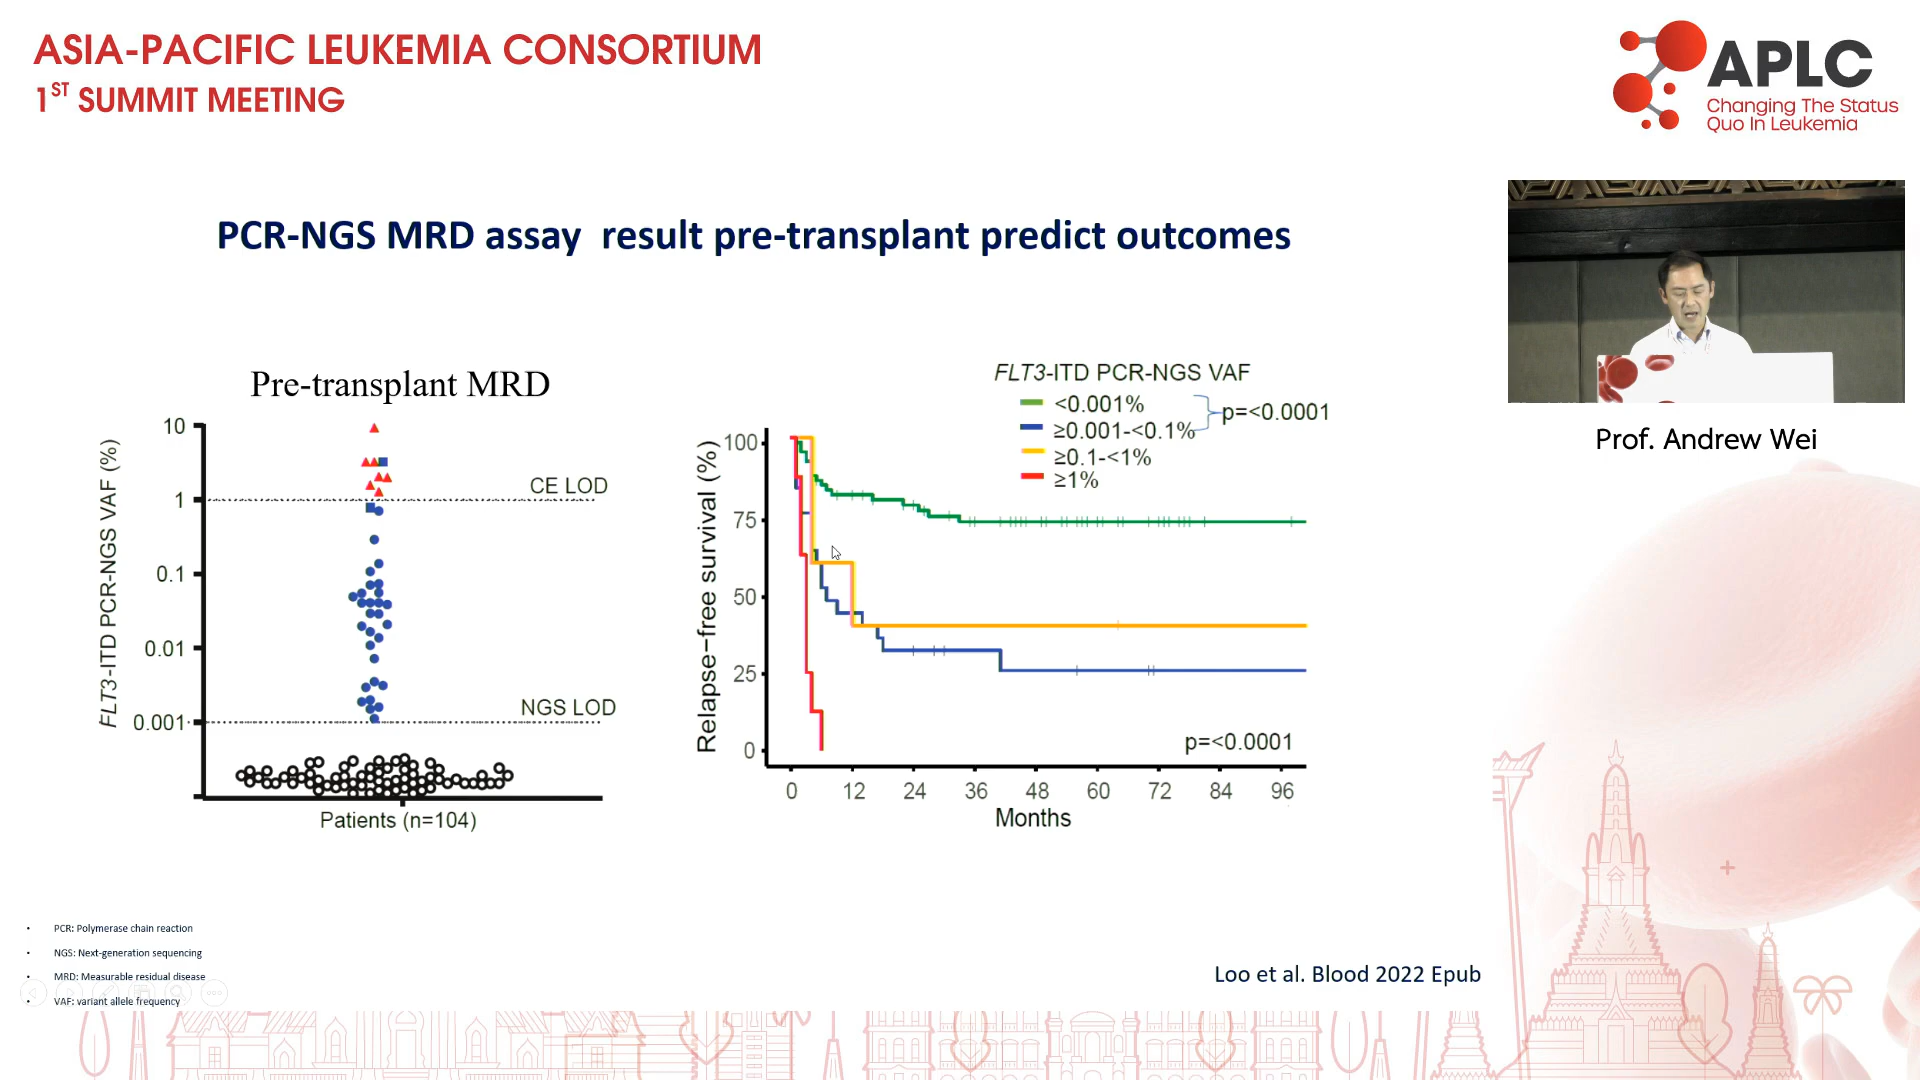 ASIA-PACIFIC LEUKEMIA CONSORTIUM
1ST SUMMIT MEETING
APLC
Changing The Status
Quo In Leukemia
PCR-NGS MRD assay  result pre-transplant predict outcomes
Prof. Andrew Wei
Pre-transplant MRD
FLT3-ITD PCR-NGS VAF (%)
10
1
0.1
0.01
0.001
CE LOD
NGS LOD
Patients (n=104)
FLT3-ITD PCR-NGS VAF
<0.001%
≥0.001-<0.1%
≥0.1-<1%
≥1%
p=<0.0001
Relapse-free survival (%)
100
75
50
25
0
p=<0.0001
0 12 24 36 48 60 72 84 96
Months
• PCR: Polymerase chain reaction
• NGS: Next-generation sequencing
• MRD: Measurable residual disease
• VAF: variant allele frequency
Loo et al. Blood 2022 Epub